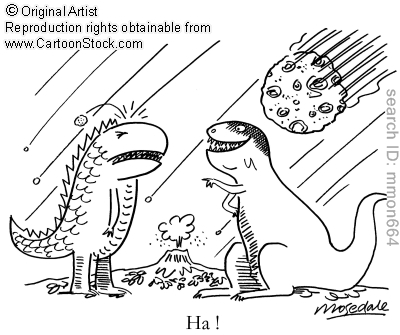 © Original Artist
Reproduction rights obtainable from
www.CartoonStock.com
search ID: mmon664
Mosedale
Ha !